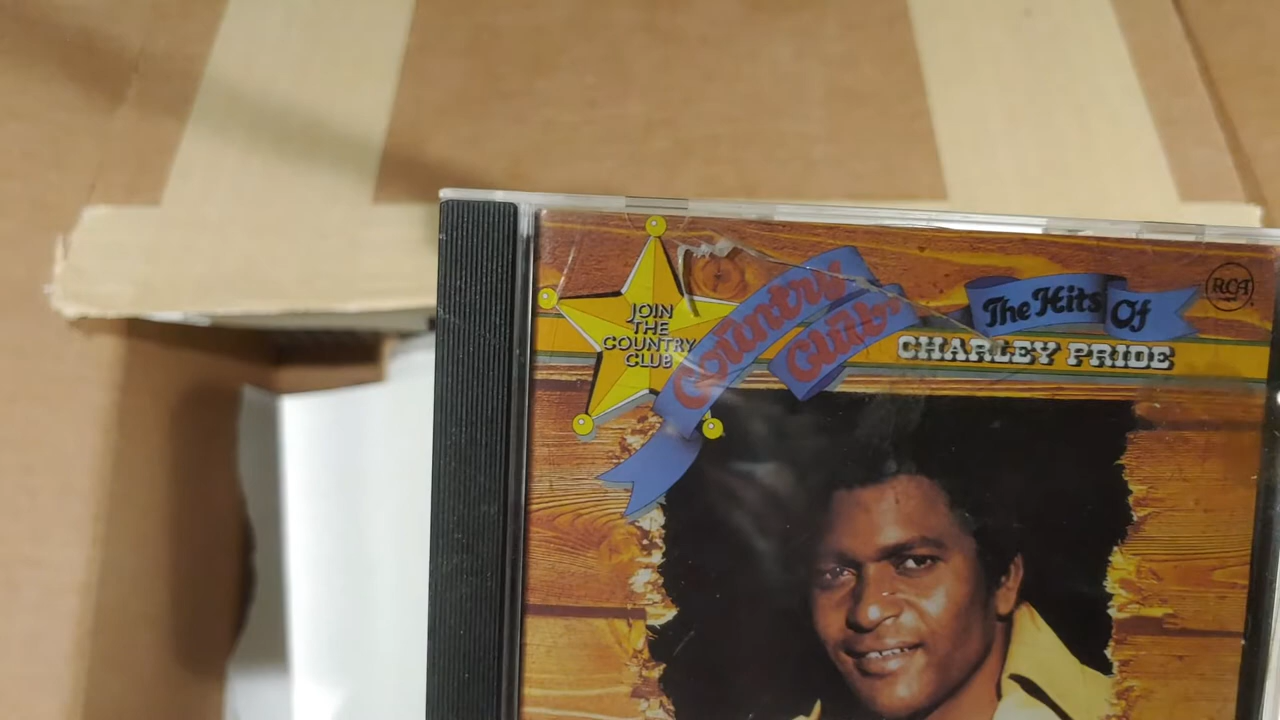 JOIN
THE
COUNTRY
CLUB
Country
Club
The Hits Of
CHARLEY PRIDE
RCA